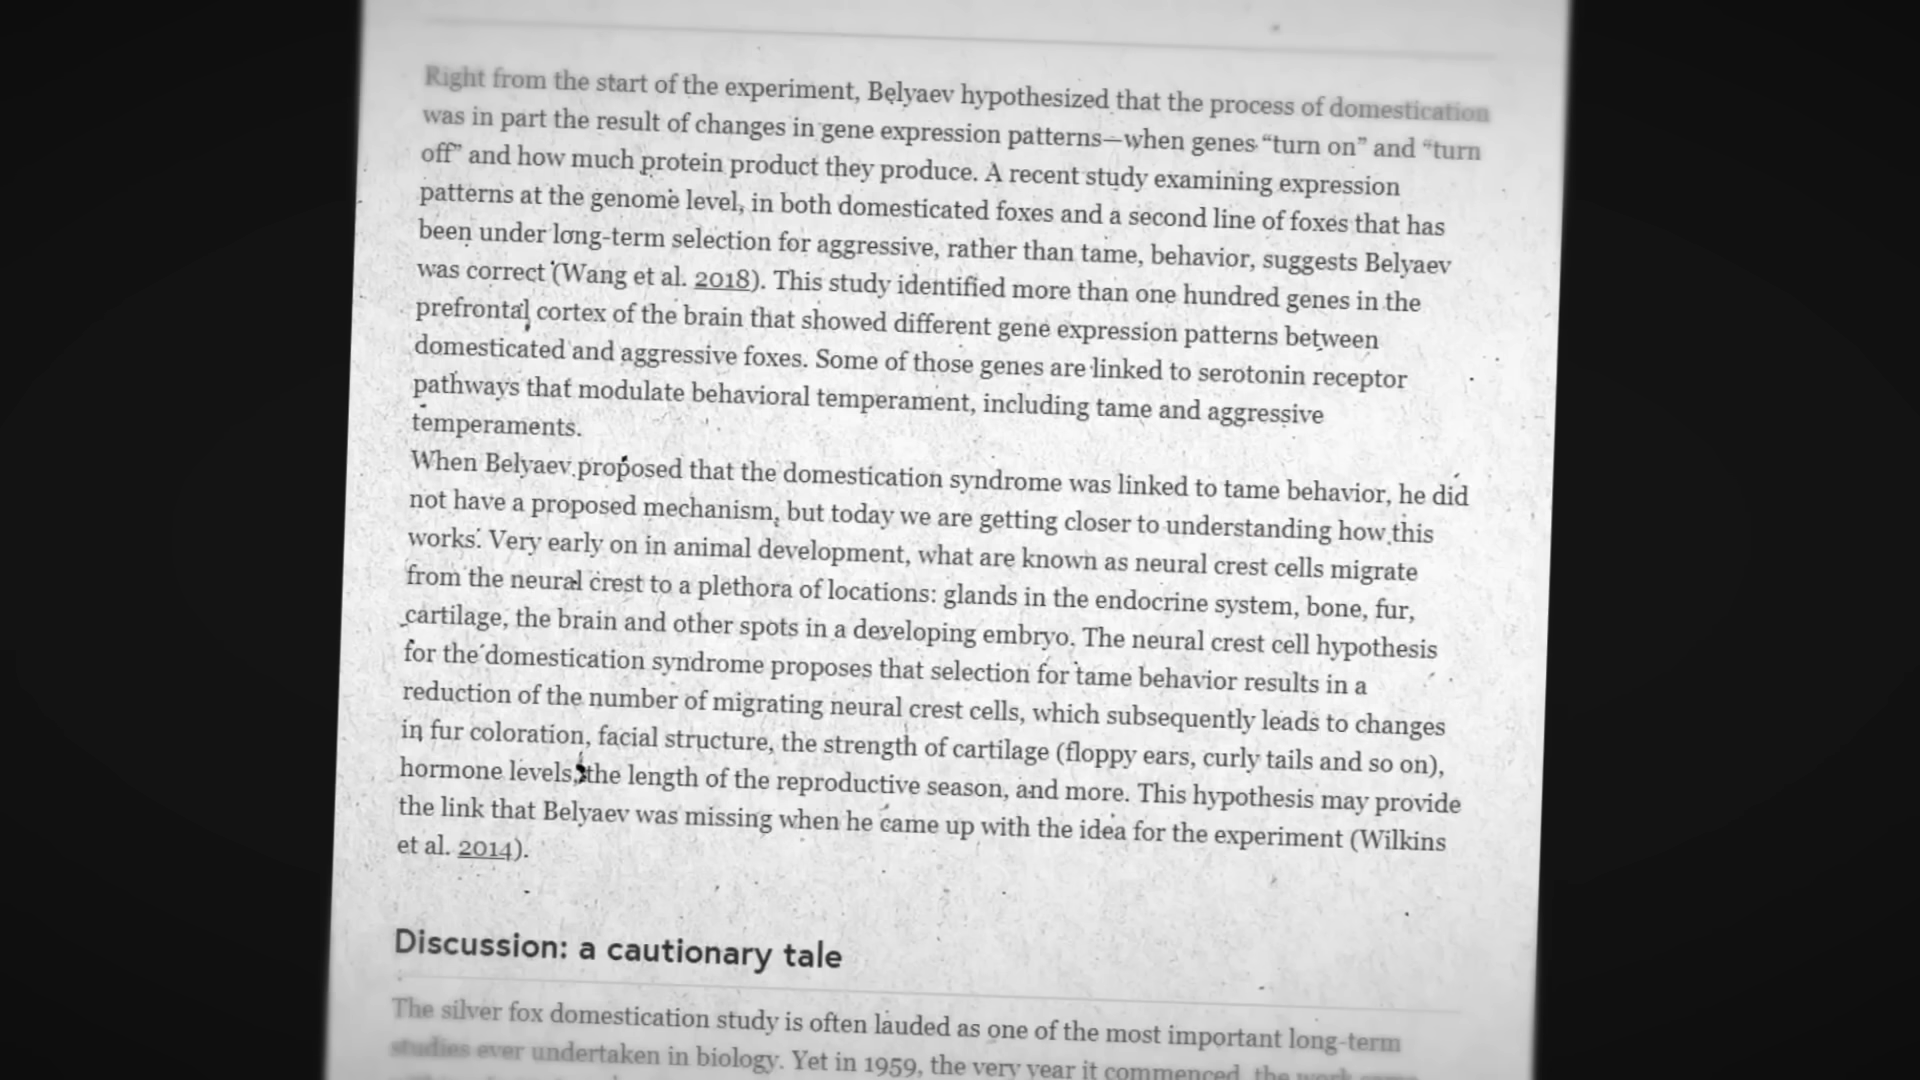 Right from the start of the experiment, Belyaev hypothesized that the process of domestication
was in part the result of changes in gene expression patterns—when genes “turn on” and “turn
off” and how much protein product they produce. A recent study examining expression
patterns at the genome level, in both domesticated foxes and a second line of foxes that has
been under long-term selection for aggressive, rather than tame, behavior, suggests Belyaev
was correct (Wang et al. 2018). This study identified more than one hundred genes in the
prefrontal cortex of the brain that showed different gene expression patterns between
domesticated and aggressive foxes. Some of those genes are linked to serotonin receptor
pathways that modulate behavioral temperament, including tame and aggressive
temperaments.
When Belyaev proposed that the domestication syndrome was linked to tame behavior, he did
not have a proposed mechanism, but today we are getting closer to understanding how this
works. Very early on in animal development, what are known as neural crest cells migrate
from the neural crest to a plethora of locations: glands in the endocrine system, bone, fur,
cartilage, the brain and other spots in a developing embryo. The neural crest cell hypothesis
for the domestication syndrome proposes that selection for tame behavior results in a
reduction of the number of migrating neural crest cells, which subsequently leads to changes
in fur coloration, facial structure, the strength of cartilage (floppy ears, curly tails and so on),
hormone levels, the length of the reproductive season, and more. This hypothesis may provide
the link that Belyaev was missing when he came up with the idea for the experiment (Wilkins
et al. 2014).
Discussion: a cautionary tale
The silver fox domestication study is often lauded as one of the most important long-term
studies ever undertaken in biology. Yet in 1959, the very year it commenced, the work